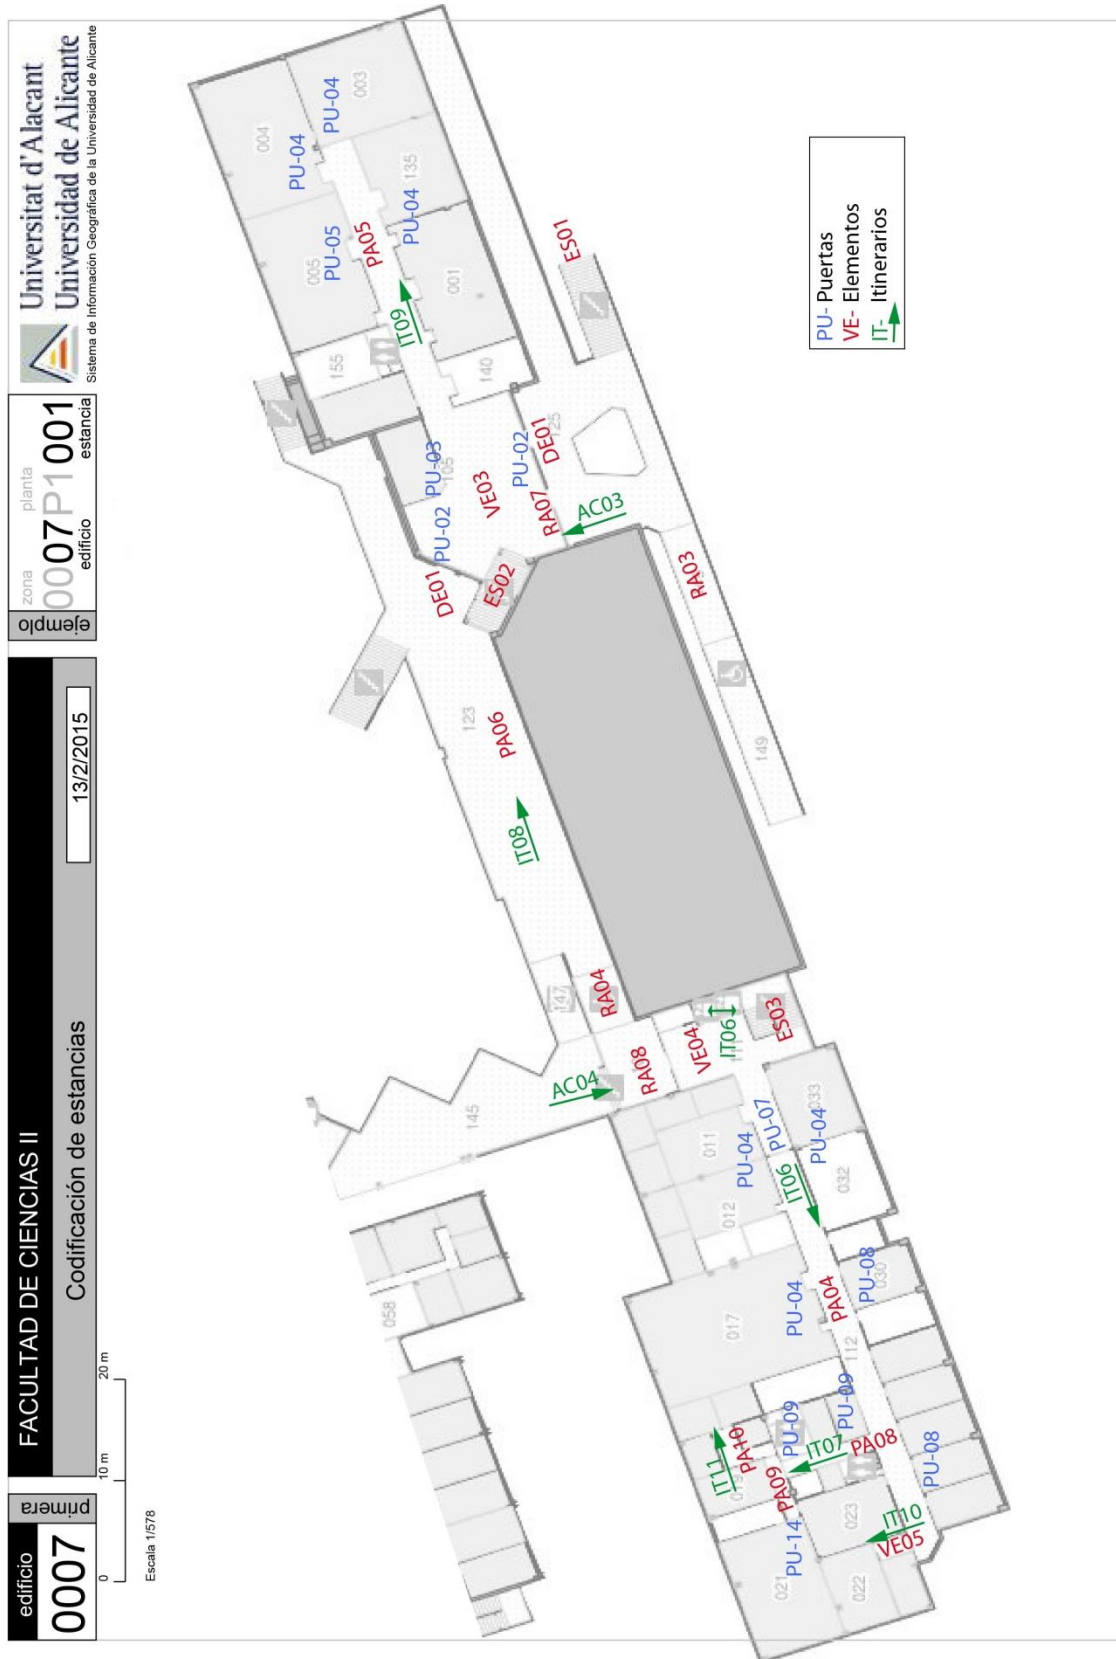 edificio
0007
primera
FACULTAD DE CIENCIAS II
Codificación de estancias
13/2/2015
ejemplo
zona planta
0007P1001
edificio estancia
Universitat d'Alacant
Universidad de Alicante
Sistema de Información Geográfica de la Universidad de Alicante
0 10 m 20 m
Escala 1/578
004
PU-04
PU-04
003
135
PU-04
PU-05
005
PA05
IT09
001
155
140
ES01
PU-03
PU-02
125
DE01
VE03
PU-02
RA07
AC03
DE01
ES02
RA03
123
PA06
149
IT08
147
RA04
RA08
VE04
IT06
ES03
AC04
145
011
PU-04
PU-07
033
PU-04
012
IT06
032
058
017
PU-04
PA04
030
PU-08
112
PU-09
PU-09
PA10
IT11
PA09
IT07
PA08
PU-08
PU-14
023
IT10
VE05
021
022
PU- Puertas
VE- Elementos
IT- Itinerarios